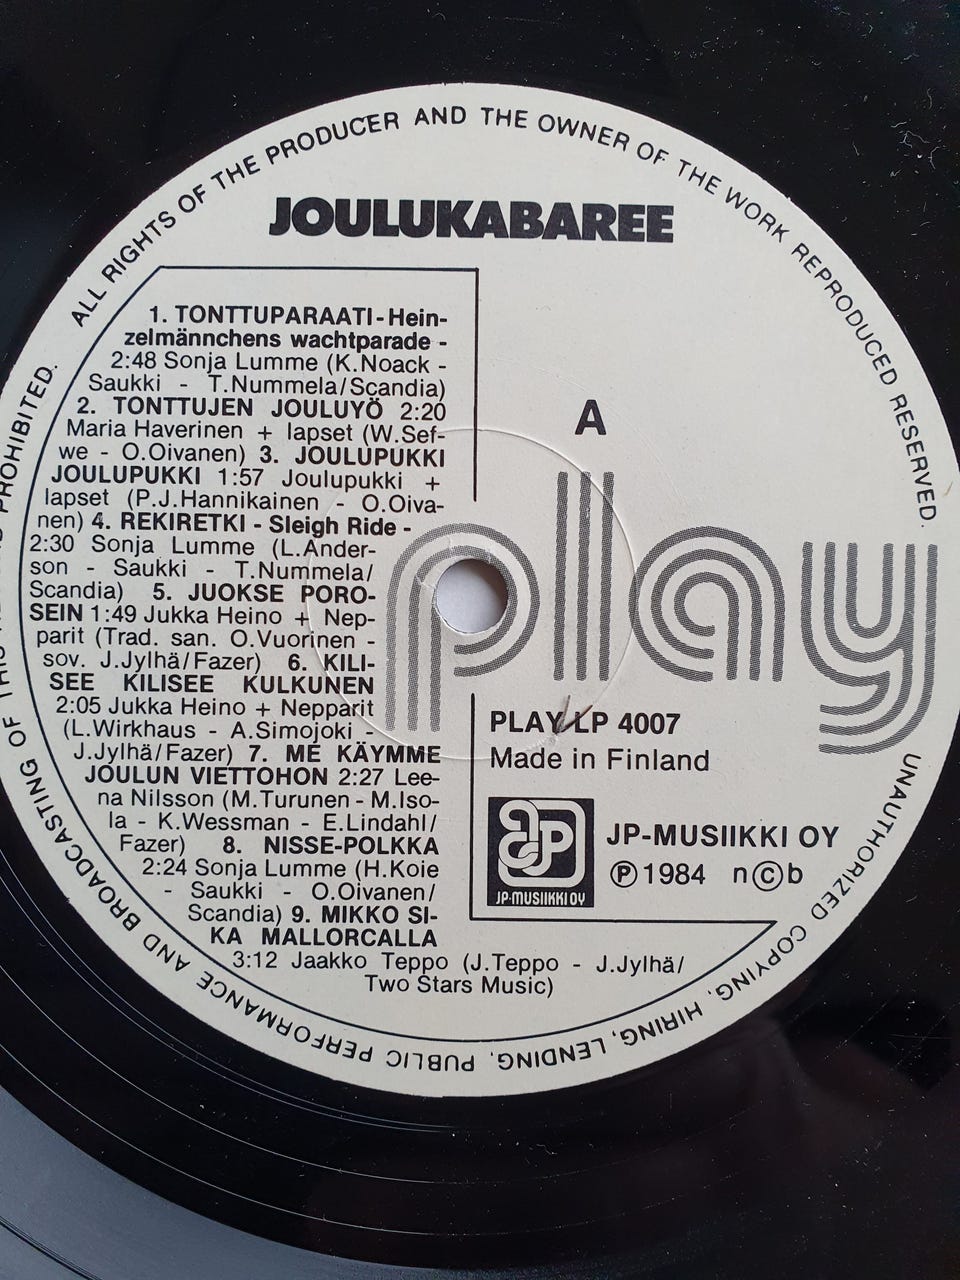 ALL RIGHTS OF THE PRODUCER AND THE OWNER OF THE WORK REPRODUCED RESERVED.
JOULUKABAREE
1. TONTTUPARAATI-Hein-
zelmännchens wachtparade -
2:48 Sonja Lumme (K.Noack -
Saukki - T.Nummela/Scandia)
2. TONTTUJEN JOULUYÖ 2:20
Maria Haverinen + lapset (W.Sef-
we - O.Oivanen) 3. JOULUPUKKI
JOULUPUKKI 1:57 Joulupukki +
lapset (P.J.Hannikainen - O.Oiva-
nen) 4. REKIRETKI - Sleigh Ride -
2:30 Sonja Lumme (L.Ander-
son - Saukki - T.Nummela/
Scandia) 5. JUOKSE PORO-
SEIN 1:49 Jukka Heino + Nep-
parit (Trad. san. O.Vuorinen -
sov. J.Jylhä/Fazer) 6. KILI-
SEE KILISEE KULKUNEN
2:05 Jukka Heino + Nepparit
(L.Wirkhaus - A.Simojoki -
J.Jylhä/Fazer) 7. ME KÄYMME
JOULUN VIETTOHON 2:27 Lee-
na Nilsson (M.Turunen - M.Iso-
la - K.Wessman - E.Lindahl/
Fazer) 8. NISSE-POLKKA
2:24 Sonja Lumme (H.Koie
- Saukki - O.Oivanen/
Scandia) 9. MIKKO SI-
KA MALLORCALLA
3:12 Jaakko Teppo (J.Teppo - J.Jylhä/
Two Stars Music)
A
play
PLAY LP 4007
Made in Finland
JP
JP-MUSIIKKI OY
JP-MUSIIKKI OY
Ⓟ 1984 n©b
UNAUTHORIZED COPYING, HIRING, LENDING, PUBLIC PERFORMANCE AND BROADCASTING OF THIS PROHIBITED.